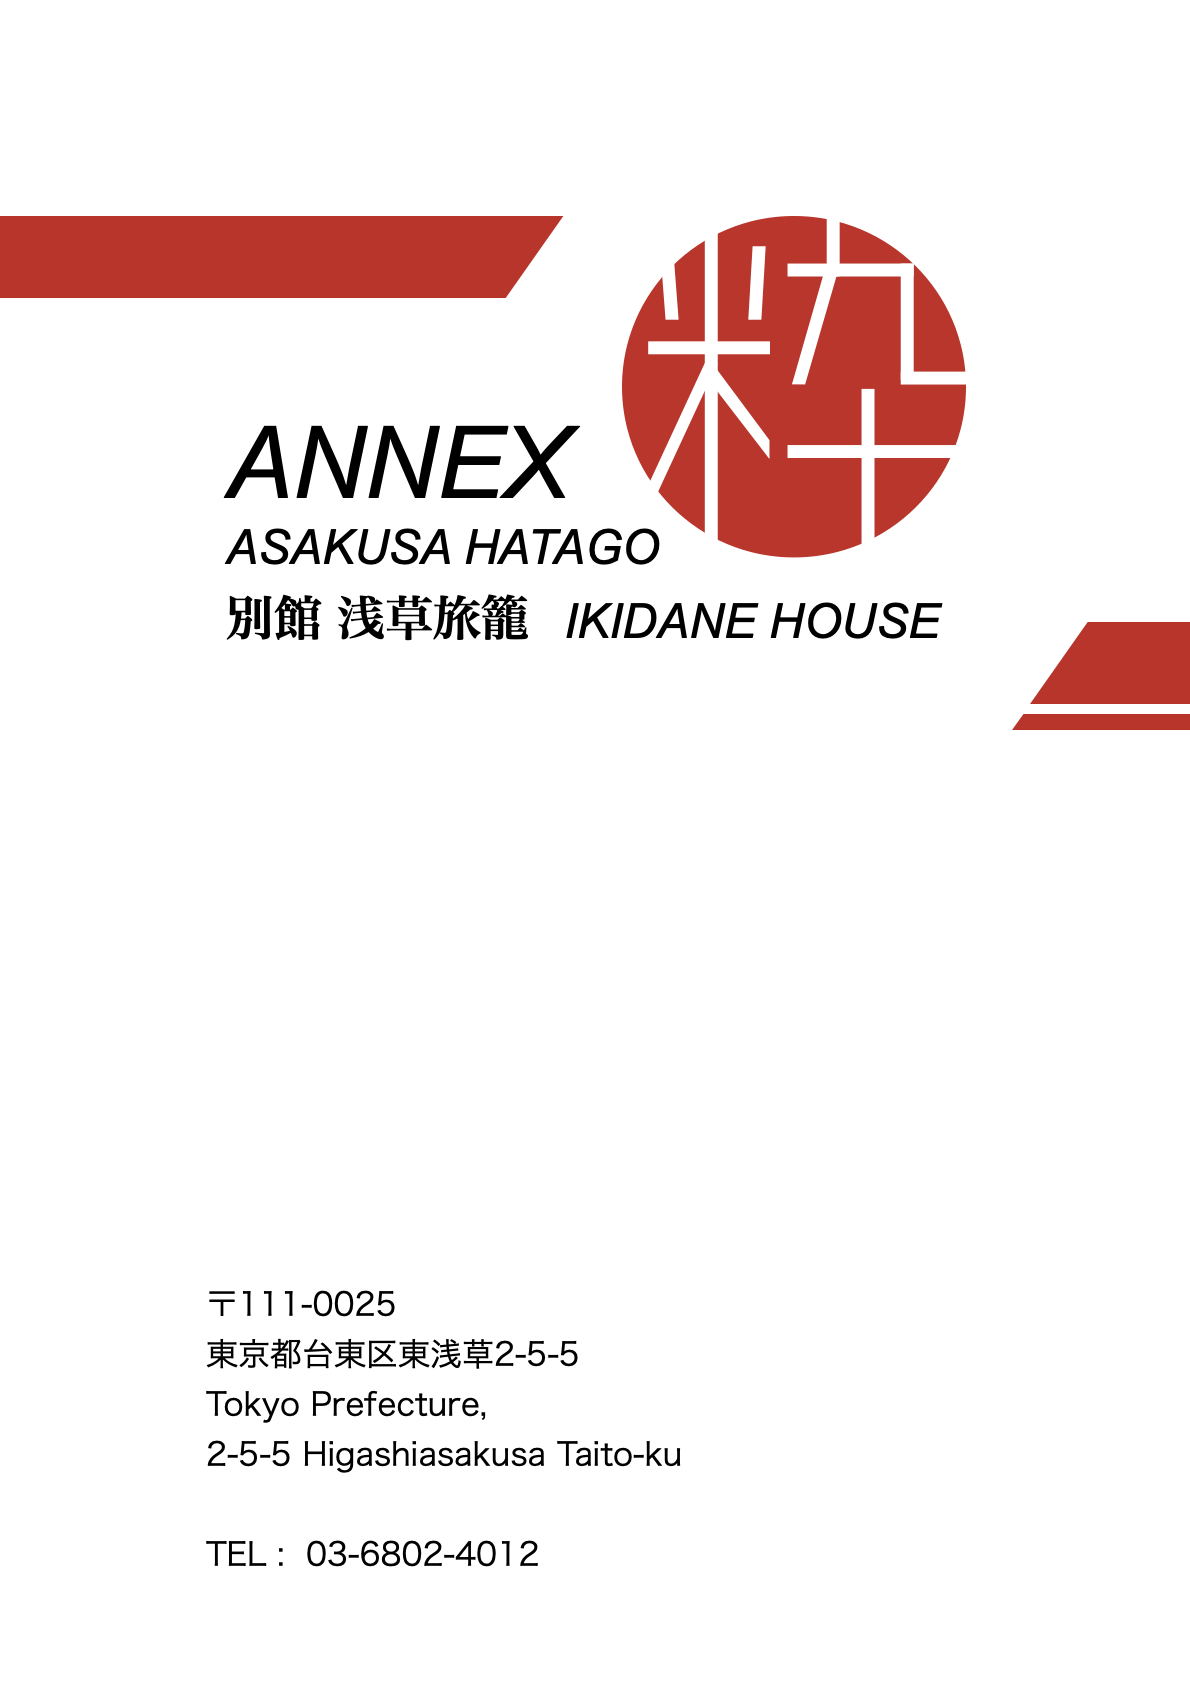 粋
ANNEX
ASAKUSA HATAGO
別館 浅草旅籠 IKIDANE HOUSE
〒111-0025
東京都台東区東浅草2-5-5
Tokyo Prefecture,
2-5-5 Higashiasakusa Taito-ku
TEL : 03-6802-4012